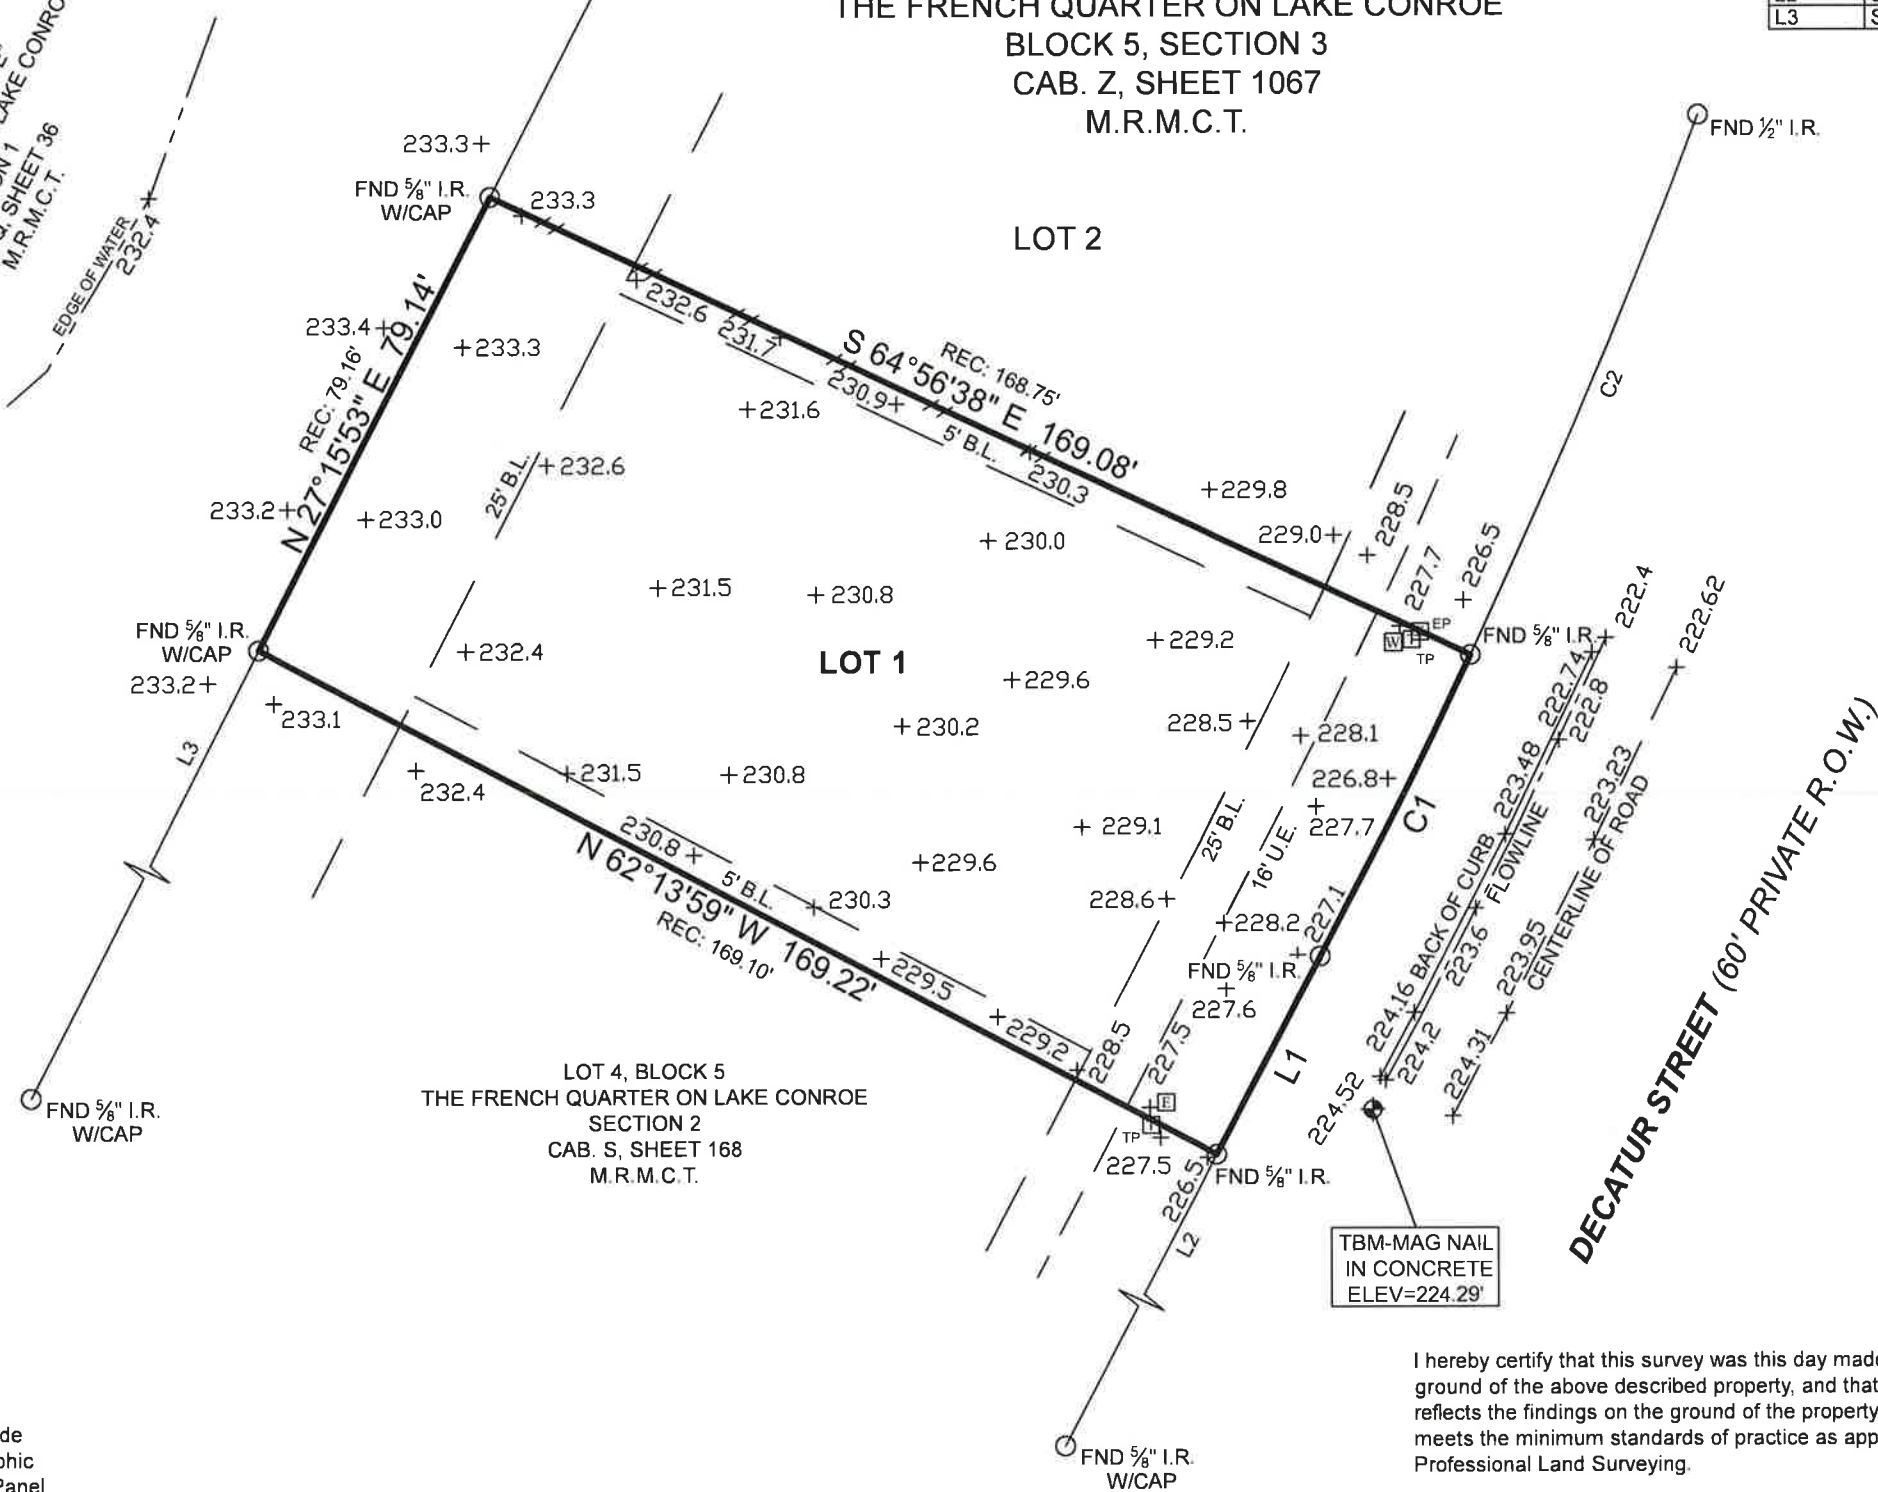 THE FRENCH QUARTER ON LAKE CONROE
BLOCK 5, SECTION 3
CAB. Z, SHEET 1067
M.R.M.C.T.
L3
LAKE CONRO
SHEET 36
M.R.M.C.T.
EDGE OF WATER
232.4
FND ½" I.R.
233.3
FND ⅝" I.R.
W/CAP
233.3
LOT 2
C2
233.4
233.3
REC: 79.16'
N 27°15'53" E 79.14'
232.6
231.7
230.9
5' B.L.
230.3
S 64°56'38" E 169.08'
REC: 168.75'
231.6
25' B.L.
232.6
233.2
233.0
229.8
229.0
228.5
227.7
226.5
230.0
231.5
230.8
FND ⅝" I.R.
W/CAP
233.2
233.1
232.4
LOT 1
229.2
229.6
W
T
EP
TP
FND ⅝" I.R.
222.4
222.62
L3
232.4
231.5
230.8
230.2
228.5
228.1
226.8
C1
227.7
222.74
222.8
223.48
223.23
230.8
5' B.L.
230.3
229.5
229.2
N 62°13'59" W 169.22'
REC: 169.10'
229.1
229.6
25' B.L.
16' U.E.
228.6
228.2
227.1
FND ⅝" I.R.
227.6
228.5
227.5
224.16 BACK OF CURB
223.6 FLOWLINE
224.2
223.95
CENTERLINE OF ROAD
224.31
224.52
L1
DECATUR STREET (60' PRIVATE R.O.W.)
LOT 4, BLOCK 5
THE FRENCH QUARTER ON LAKE CONROE
SECTION 2
CAB. S, SHEET 168
M.R.M.C.T.
FND ⅝" I.R.
W/CAP
E
T
TP
227.5
226.5
FND ⅝" I.R.
L2
TBM-MAG NAIL
IN CONCRETE
ELEV=224.29'
FND ⅝" I.R.
W/CAP
I hereby certify that this survey was this day made
ground of the above described property, and that
reflects the findings on the ground of the property
meets the minimum standards of practice as app
Professional Land Surveying.
de
phic
Panel